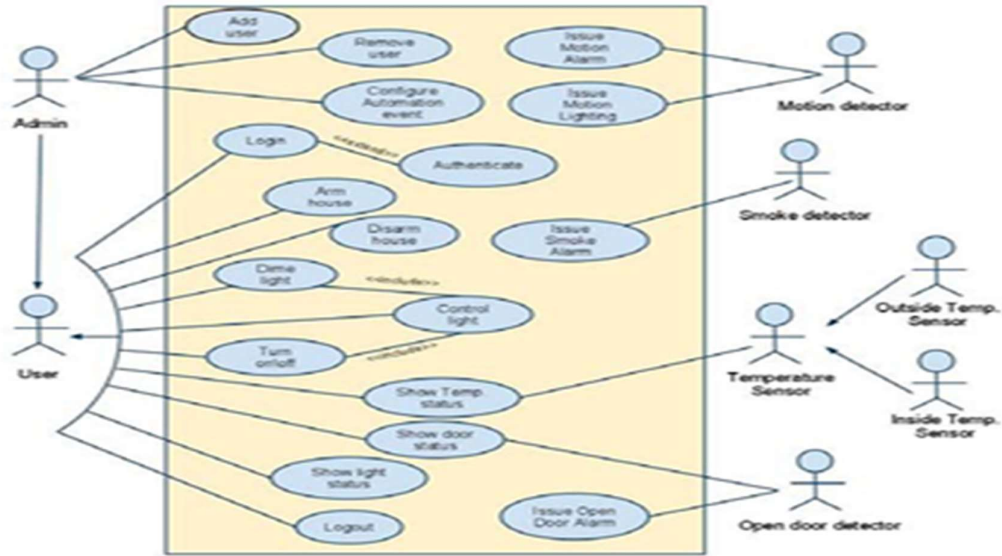 Add
user
Remove
user
Configure
Automation
event
Issue
Motion
Alarm
Issue
Motion
Lighting
Admin
Motion detector
Login
Authenticate
Arm
house
Disarm
house
Issue
Smoke
Alarm
Smoke detector
Dime
light
<<include>>
Control
light
Turn
on/off
<<include>>
User
Show Temp.
status
Temperature
Sensor
Outside Temp.
Sensor
Inside Temp.
Sensor
Show door
status
Show light
status
Logout
Issue Open
Door Alarm
Open door detector